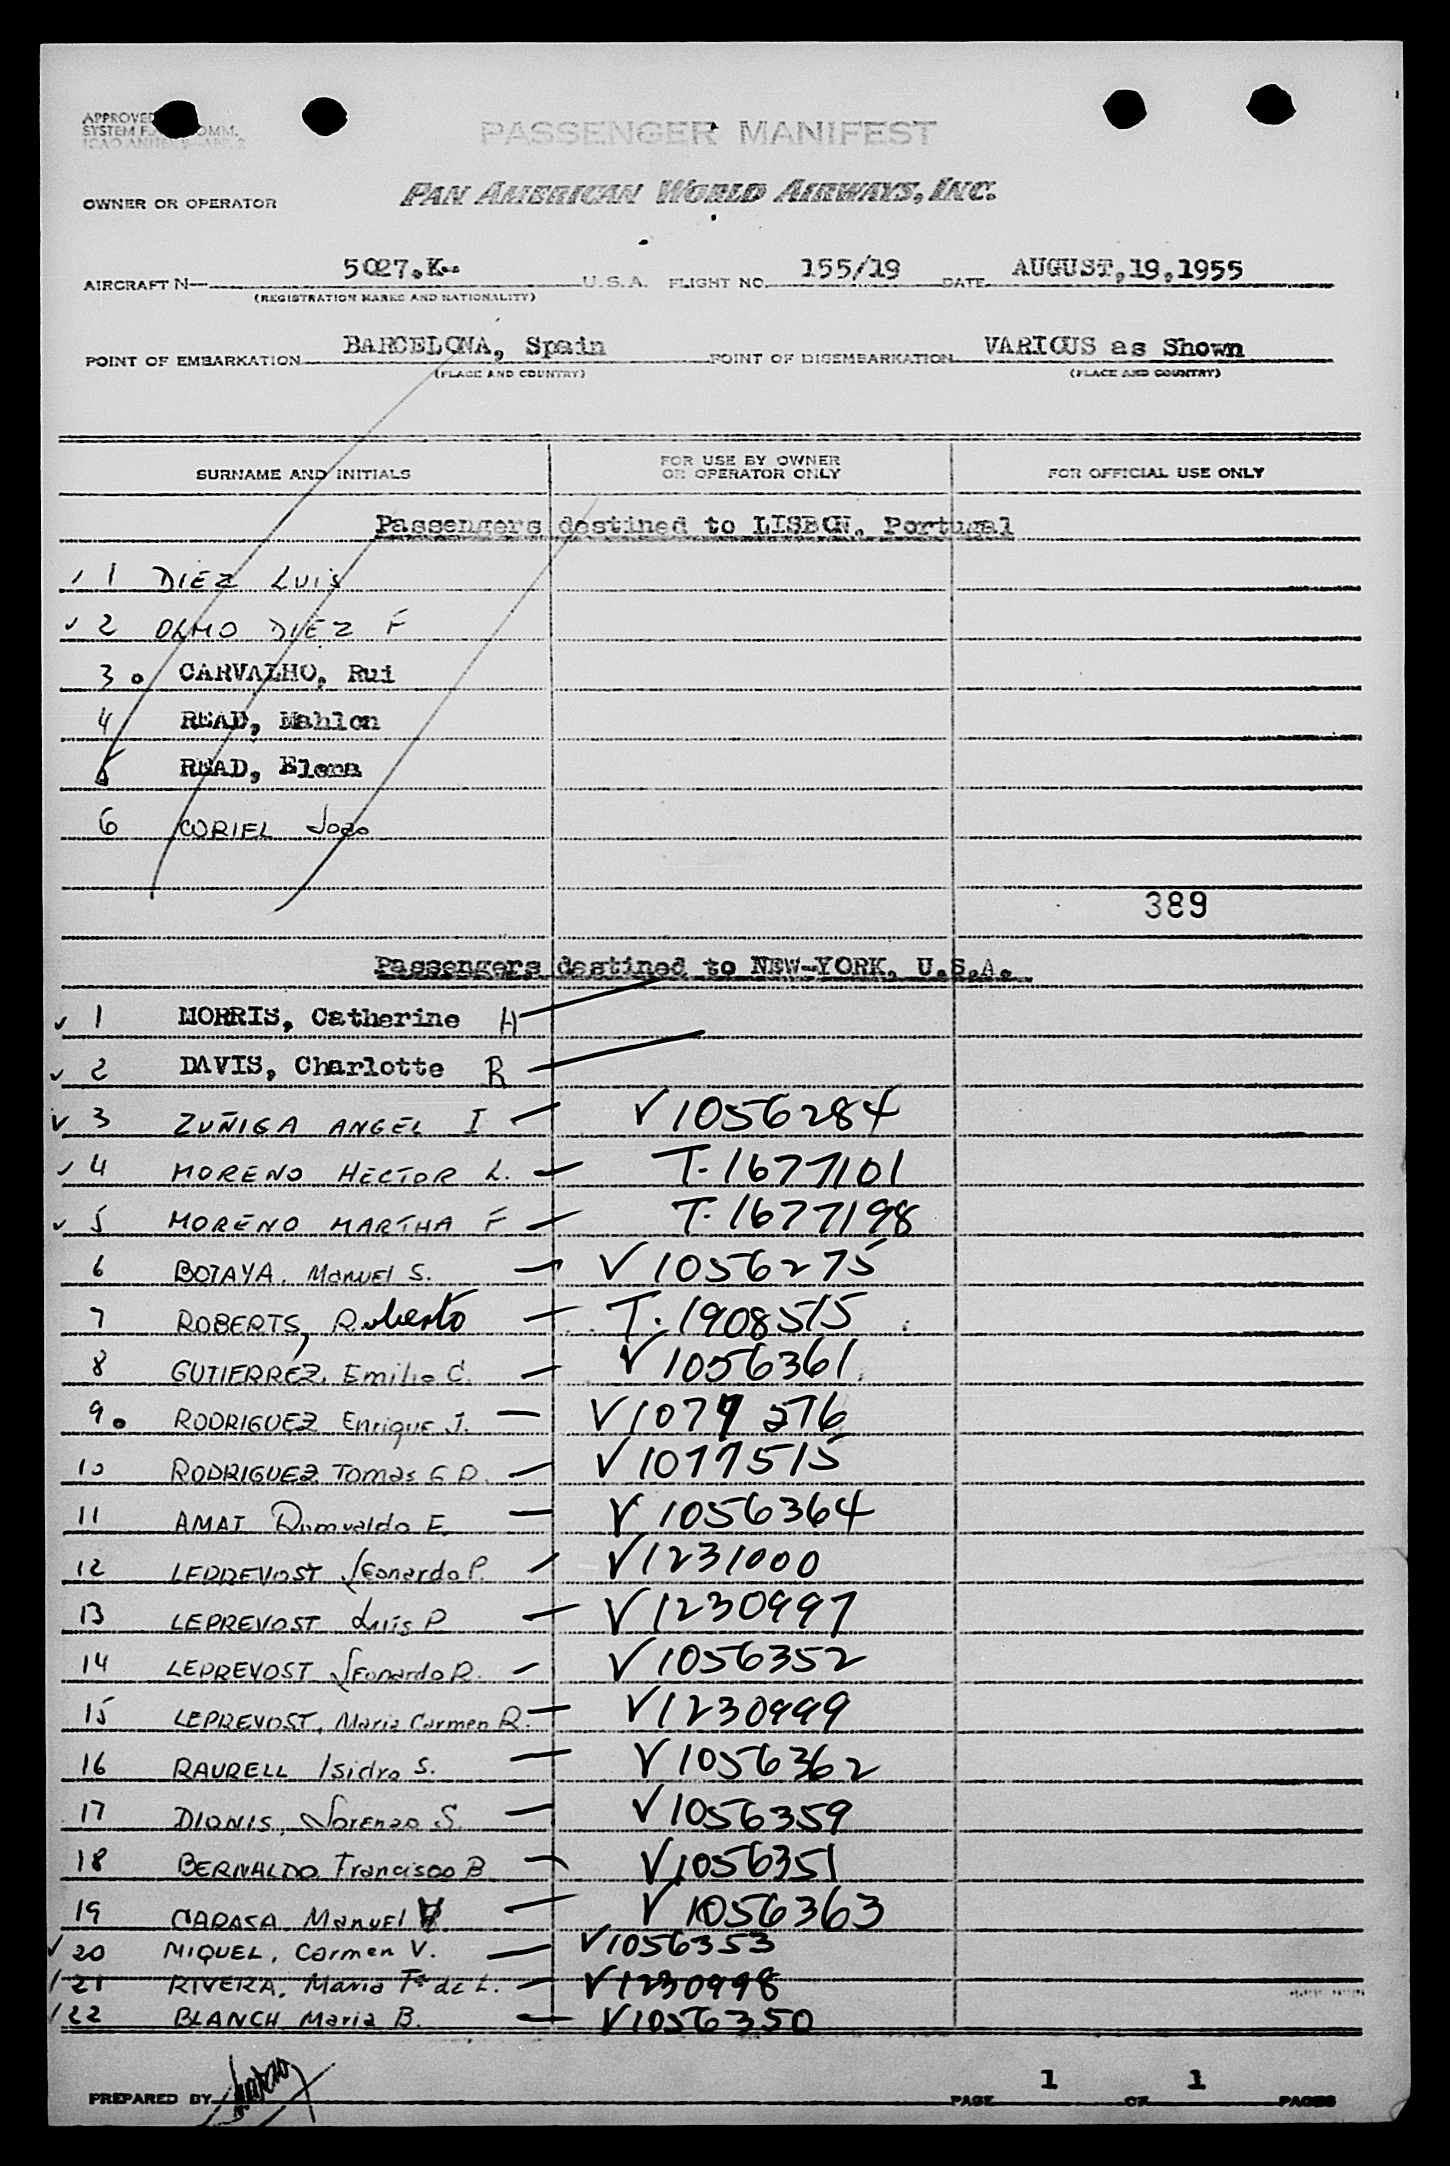 PASSENGER MANIFEST
PAN AMERICAN WORLD AIRWAYS, INC.
OWNER OR OPERATOR
AIRCRAFT N— 5027.K-- U.S.A. FLIGHT NO. 155/19 DATE AUGUST,19,1955
(REGISTRATION MARKS AND NATIONALITY)
POINT OF EMBARKATION BARCELONA, Spain POINT OF DISEMBARKATION VARIOUS as Shown
(PLACE AND COUNTRY) (PLACE AND COUNTRY)
SURNAME AND INITIALS FOR USE BY OWNER OR OPERATOR ONLY FOR OFFICIAL USE ONLY
Passengers destined to LISBON, Portugal
1 DIEZ LUIS
2 OLMO DIEZ F
3 CARVALHO, Rui
4 READ, Mahlon
5 READ, Elena
6 CORIEL Joao
389
Passengers destined to NEW-YORK, U.S.A.
1 MORRIS, Catherine H
2 DAVIS, Charlotte R
3 ZUÑIGA ANGEL I — V1056284
4 MORENO HECTOR L. — T-1677101
5 MORENO MARTHA F — T-1677198
6 BOTAYA, Manuel S. — V1056275
7 ROBERTS, Roberto — T.1908515
8 GUTIERREZ, Emilio C. — V1056361
9 RODRIGUEZ Enrique J. — V1077576
10 RODRIGUEZ Tomas G.D. — V1077515
11 AMAT Romualdo E. — V1056364
12 LEPREVOST Leonardo P. — V1231000
13 LEPREVOST Luis P — V1230997
14 LEPREVOST Leonardo R. — V1056352
15 LEPREVOST, Maria Carmen R. — V1230999
16 RAURELL Isidro S. — V1056362
17 DIONIS, Lorenzo S. — V1056359
18 BERNALDO Francisco B — V1056351
19 CARASA Manuel V. — V1056363
20 MIQUEL, Carmen V. — V1056353
21 RIVERA, Maria Tª de L. — V1230998
22 BLANCH Maria B. — V1056350
PREPARED BY PAGE 1 OF 1 PAGES